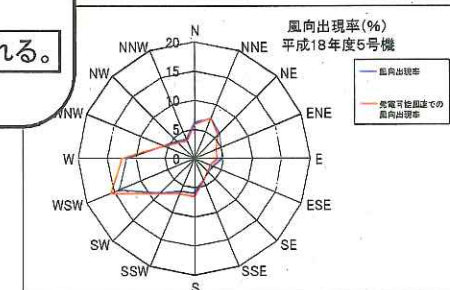 れる。
風向出現率(%)
平成18年度5号機
風向出現率
発電可能風速での
風向出現率
N
NNE
NE
ENE
E
ESE
SE
SSE
S
SSW
SW
WSW
W
WNW
NW
NNW
20
15
10
5
0